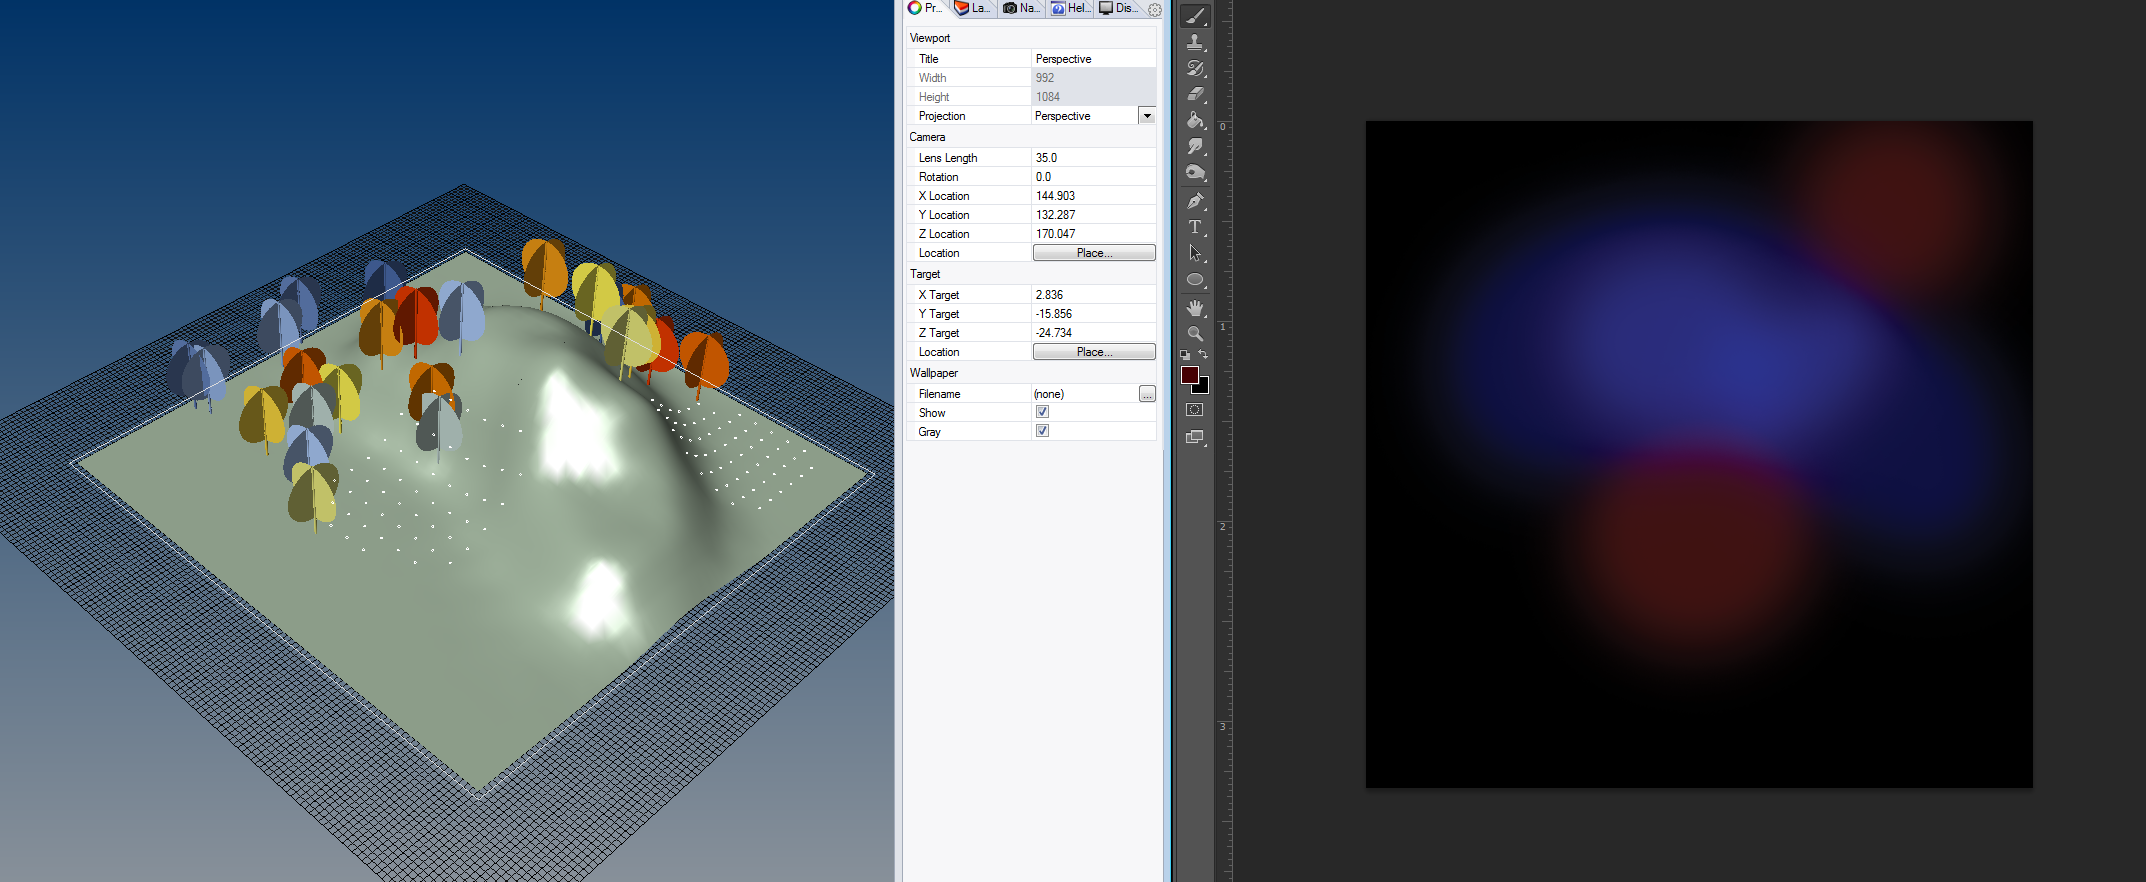 Pr... La... Na... Hel... Dis...
Viewport
Title Perspective
Width 992
Height 1084
Projection Perspective
Camera
Lens Length 35.0
Rotation 0.0
X Location 144.903
Y Location 132.287
Z Location 170.047
Location Place...
Target
X Target 2.836
Y Target -15.856
Z Target -24.734
Location Place...
Wallpaper
Filename (none) ...
Show
Gray
T
0
1
2
3